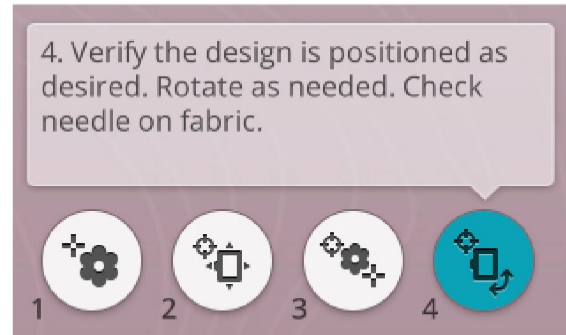 4. Verify the design is positioned as
desired. Rotate as needed. Check
needle on fabric.
1 2 3 4